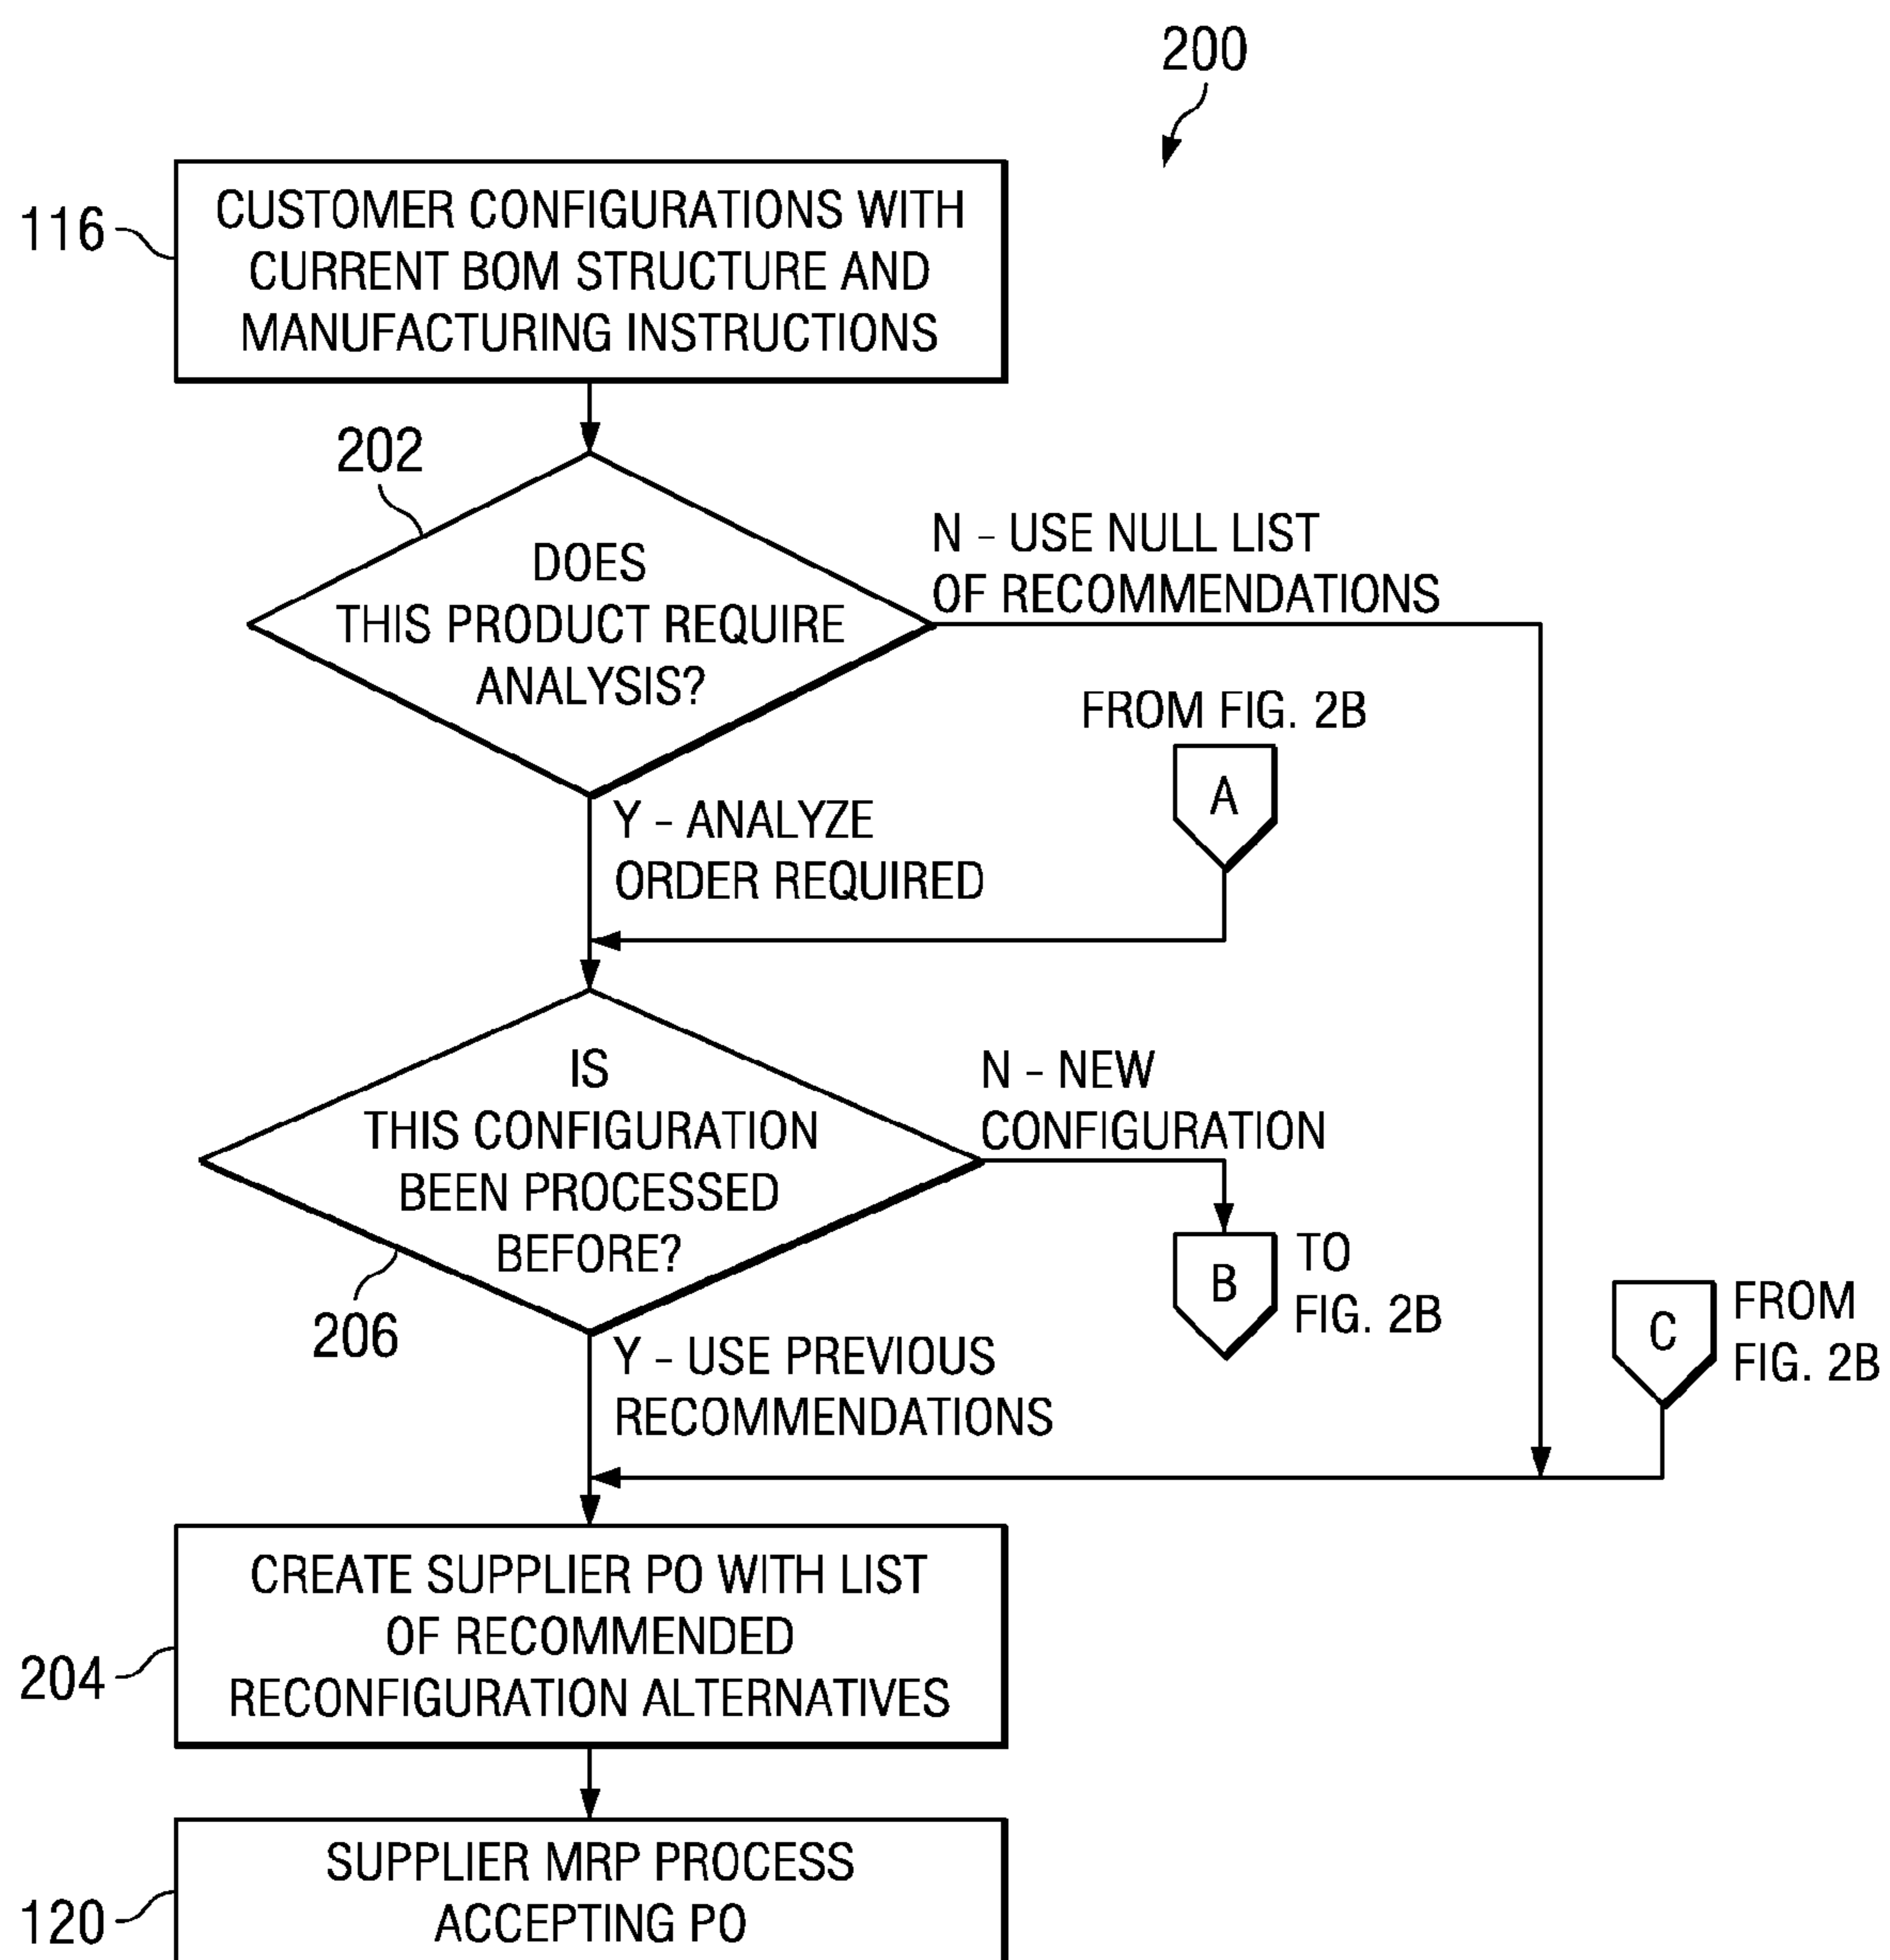 200
116
CUSTOMER CONFIGURATIONS WITH
CURRENT BOM STRUCTURE AND
MANUFACTURING INSTRUCTIONS
202
DOES
THIS PRODUCT REQUIRE
ANALYSIS?
N - USE NULL LIST
OF RECOMMENDATIONS
FROM FIG. 2B
A
Y - ANALYZE
ORDER REQUIRED
IS
THIS CONFIGURATION
BEEN PROCESSED
BEFORE?
206
N - NEW
CONFIGURATION
B
TO
FIG. 2B
C
FROM
FIG. 2B
Y - USE PREVIOUS
RECOMMENDATIONS
204
CREATE SUPPLIER PO WITH LIST
OF RECOMMENDED
RECONFIGURATION ALTERNATIVES
120
SUPPLIER MRP PROCESS
ACCEPTING PO